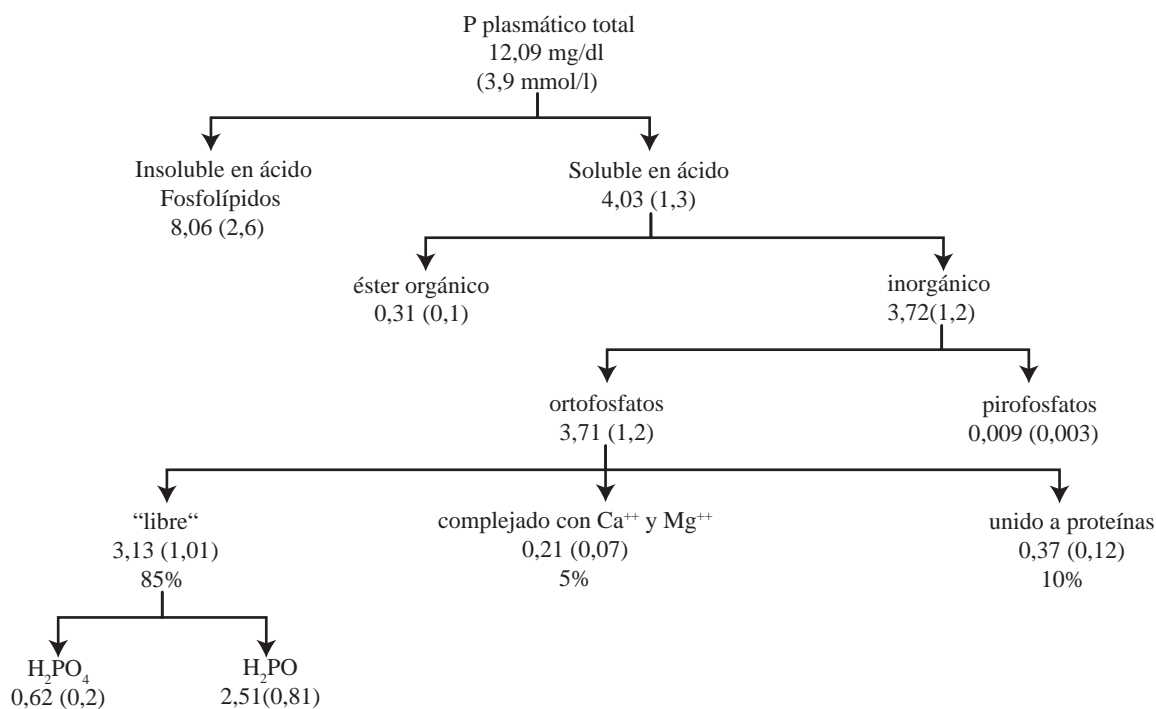 P plasmático total
12,09 mg/dl
(3,9 mmol/l)
Insoluble en ácido
Fosfolípidos
8,06 (2,6)
Soluble en ácido
4,03 (1,3)
éster orgánico
0,31 (0,1)
inorgánico
3,72(1,2)
ortofosfatos
3,71 (1,2)
pirofosfatos
0,009 (0,003)
“libre“
3,13 (1,01)
85%
complejado con Ca⁺⁺ y Mg⁺⁺
0,21 (0,07)
5%
unido a proteínas
0,37 (0,12)
10%
H₂PO₄
0,62 (0,2)
H₂PO
2,51(0,81)